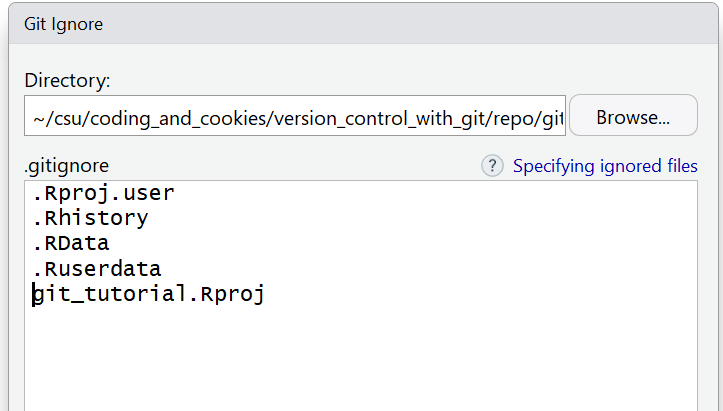 Git Ignore
Directory:
~/csu/coding_and_cookies/version_control_with_git/repo/git
Browse...
.gitignore
? Specifying ignored files
.Rproj.user
.Rhistory
.RData
.Ruserdata
git_tutorial.Rproj